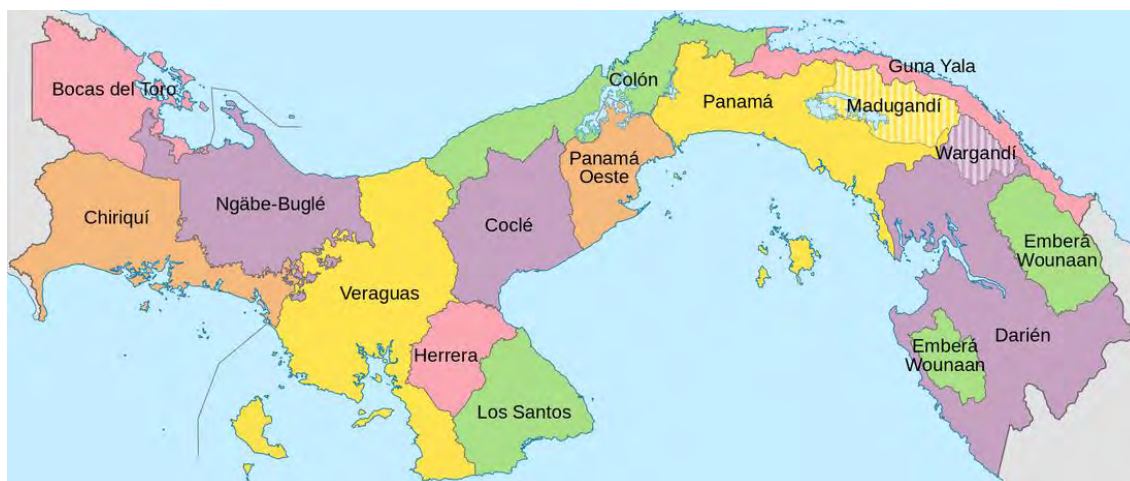 Bocas del Toro
Chiriquí
Ngäbe-Buglé
Veraguas
Herrera
Los Santos
Coclé
Colón
Panamá
Oeste
Panamá
Guna Yala
Madugandí
Wargandí
Emberá
Wounaan
Darién
Emberá
Wounaan